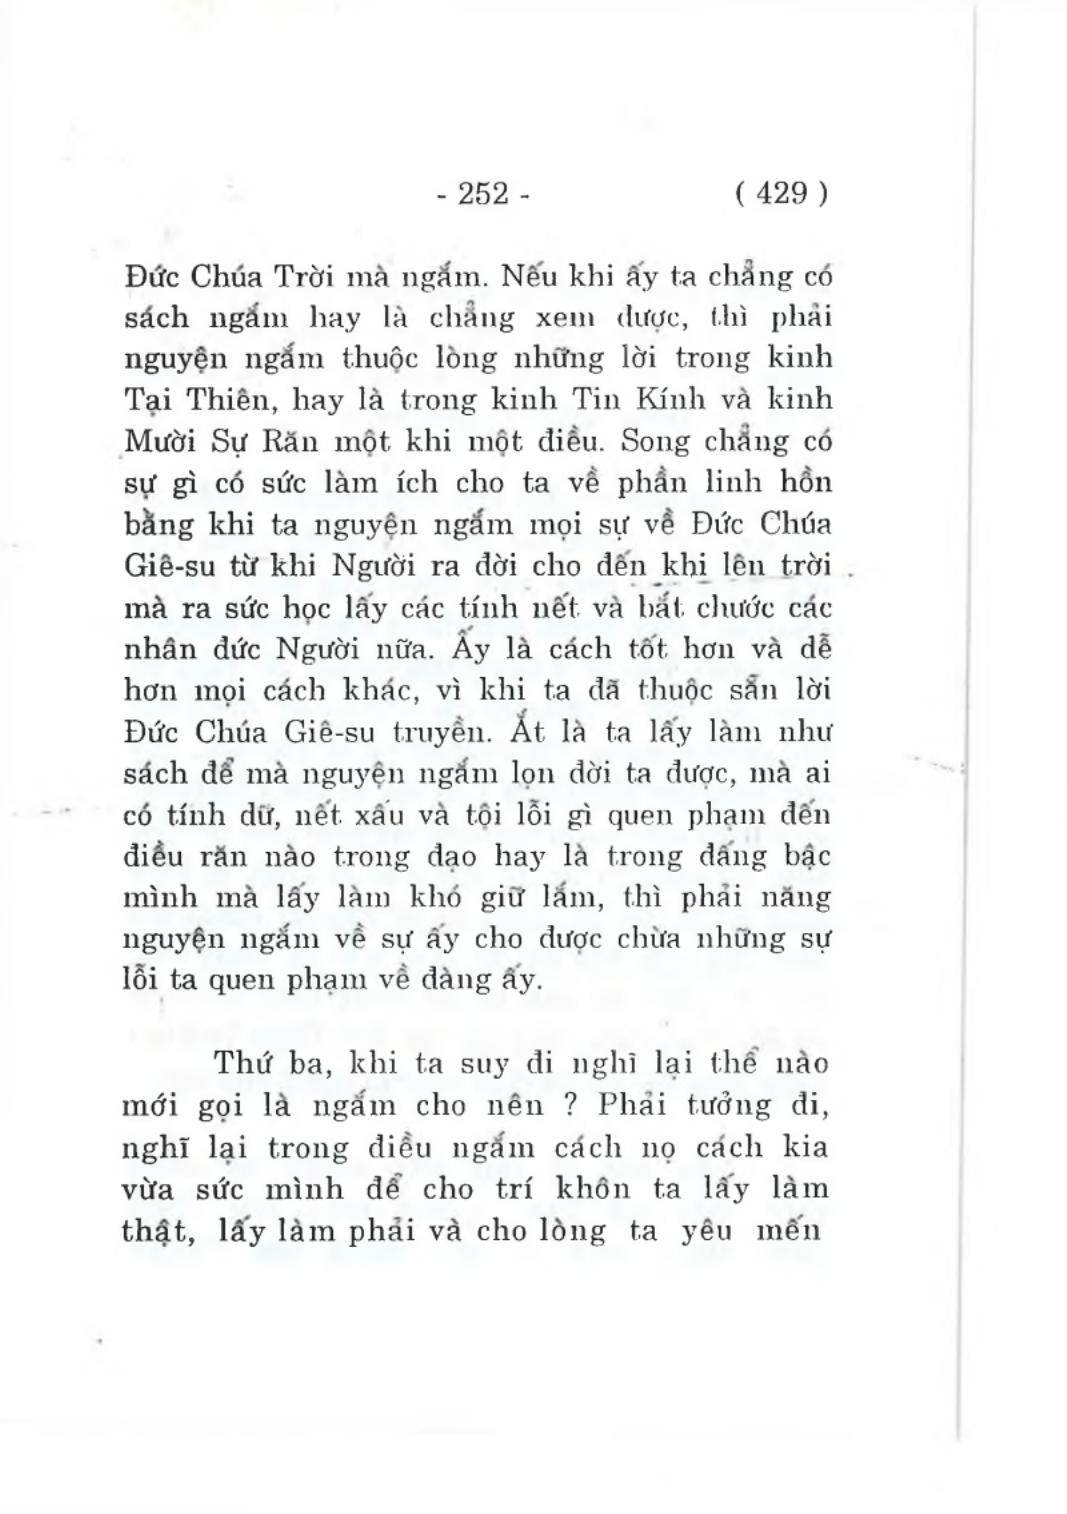 - 252 - ( 429 )
Đức Chúa Trời mà ngắm. Nếu khi ấy ta chẳng có
sách ngắm hay là chẳng xem được, thì phải
nguyện ngắm thuộc lòng những lời trong kinh
Tại Thiên, hay là trong kinh Tin Kính và kinh
Mười Sự Răn một khi một điều. Song chẳng có
sự gì có sức làm ích cho ta về phần linh hồn
bằng khi ta nguyện ngắm mọi sự về Đức Chúa
Giê-su từ khi Người ra đời cho đến khi lên trời
mà ra sức học lấy các tính nết và bắt chước các
nhân đức Người nữa. Ấy là cách tốt hơn và dễ
hơn mọi cách khác, vì khi ta đã thuộc sẵn lời
Đức Chúa Giê-su truyền. Ắt là ta lấy làm như
sách để mà nguyện ngắm lọn đời ta được, mà ai
có tính dữ, nết xấu và tội lỗi gì quen phạm đến
điều răn nào trong đạo hay là trong đấng bậc
mình mà lấy làm khó giữ lắm, thì phải năng
nguyện ngắm về sự ấy cho được chừa những sự
lỗi ta quen phạm về đàng ấy.
Thứ ba, khi ta suy đi nghĩ lại thể nào
mới gọi là ngắm cho nên ? Phải tưởng đi,
nghĩ lại trong điều ngắm cách nọ cách kia
vừa sức mình để cho trí khôn ta lấy làm
thật, lấy làm phải và cho lòng ta yêu mến